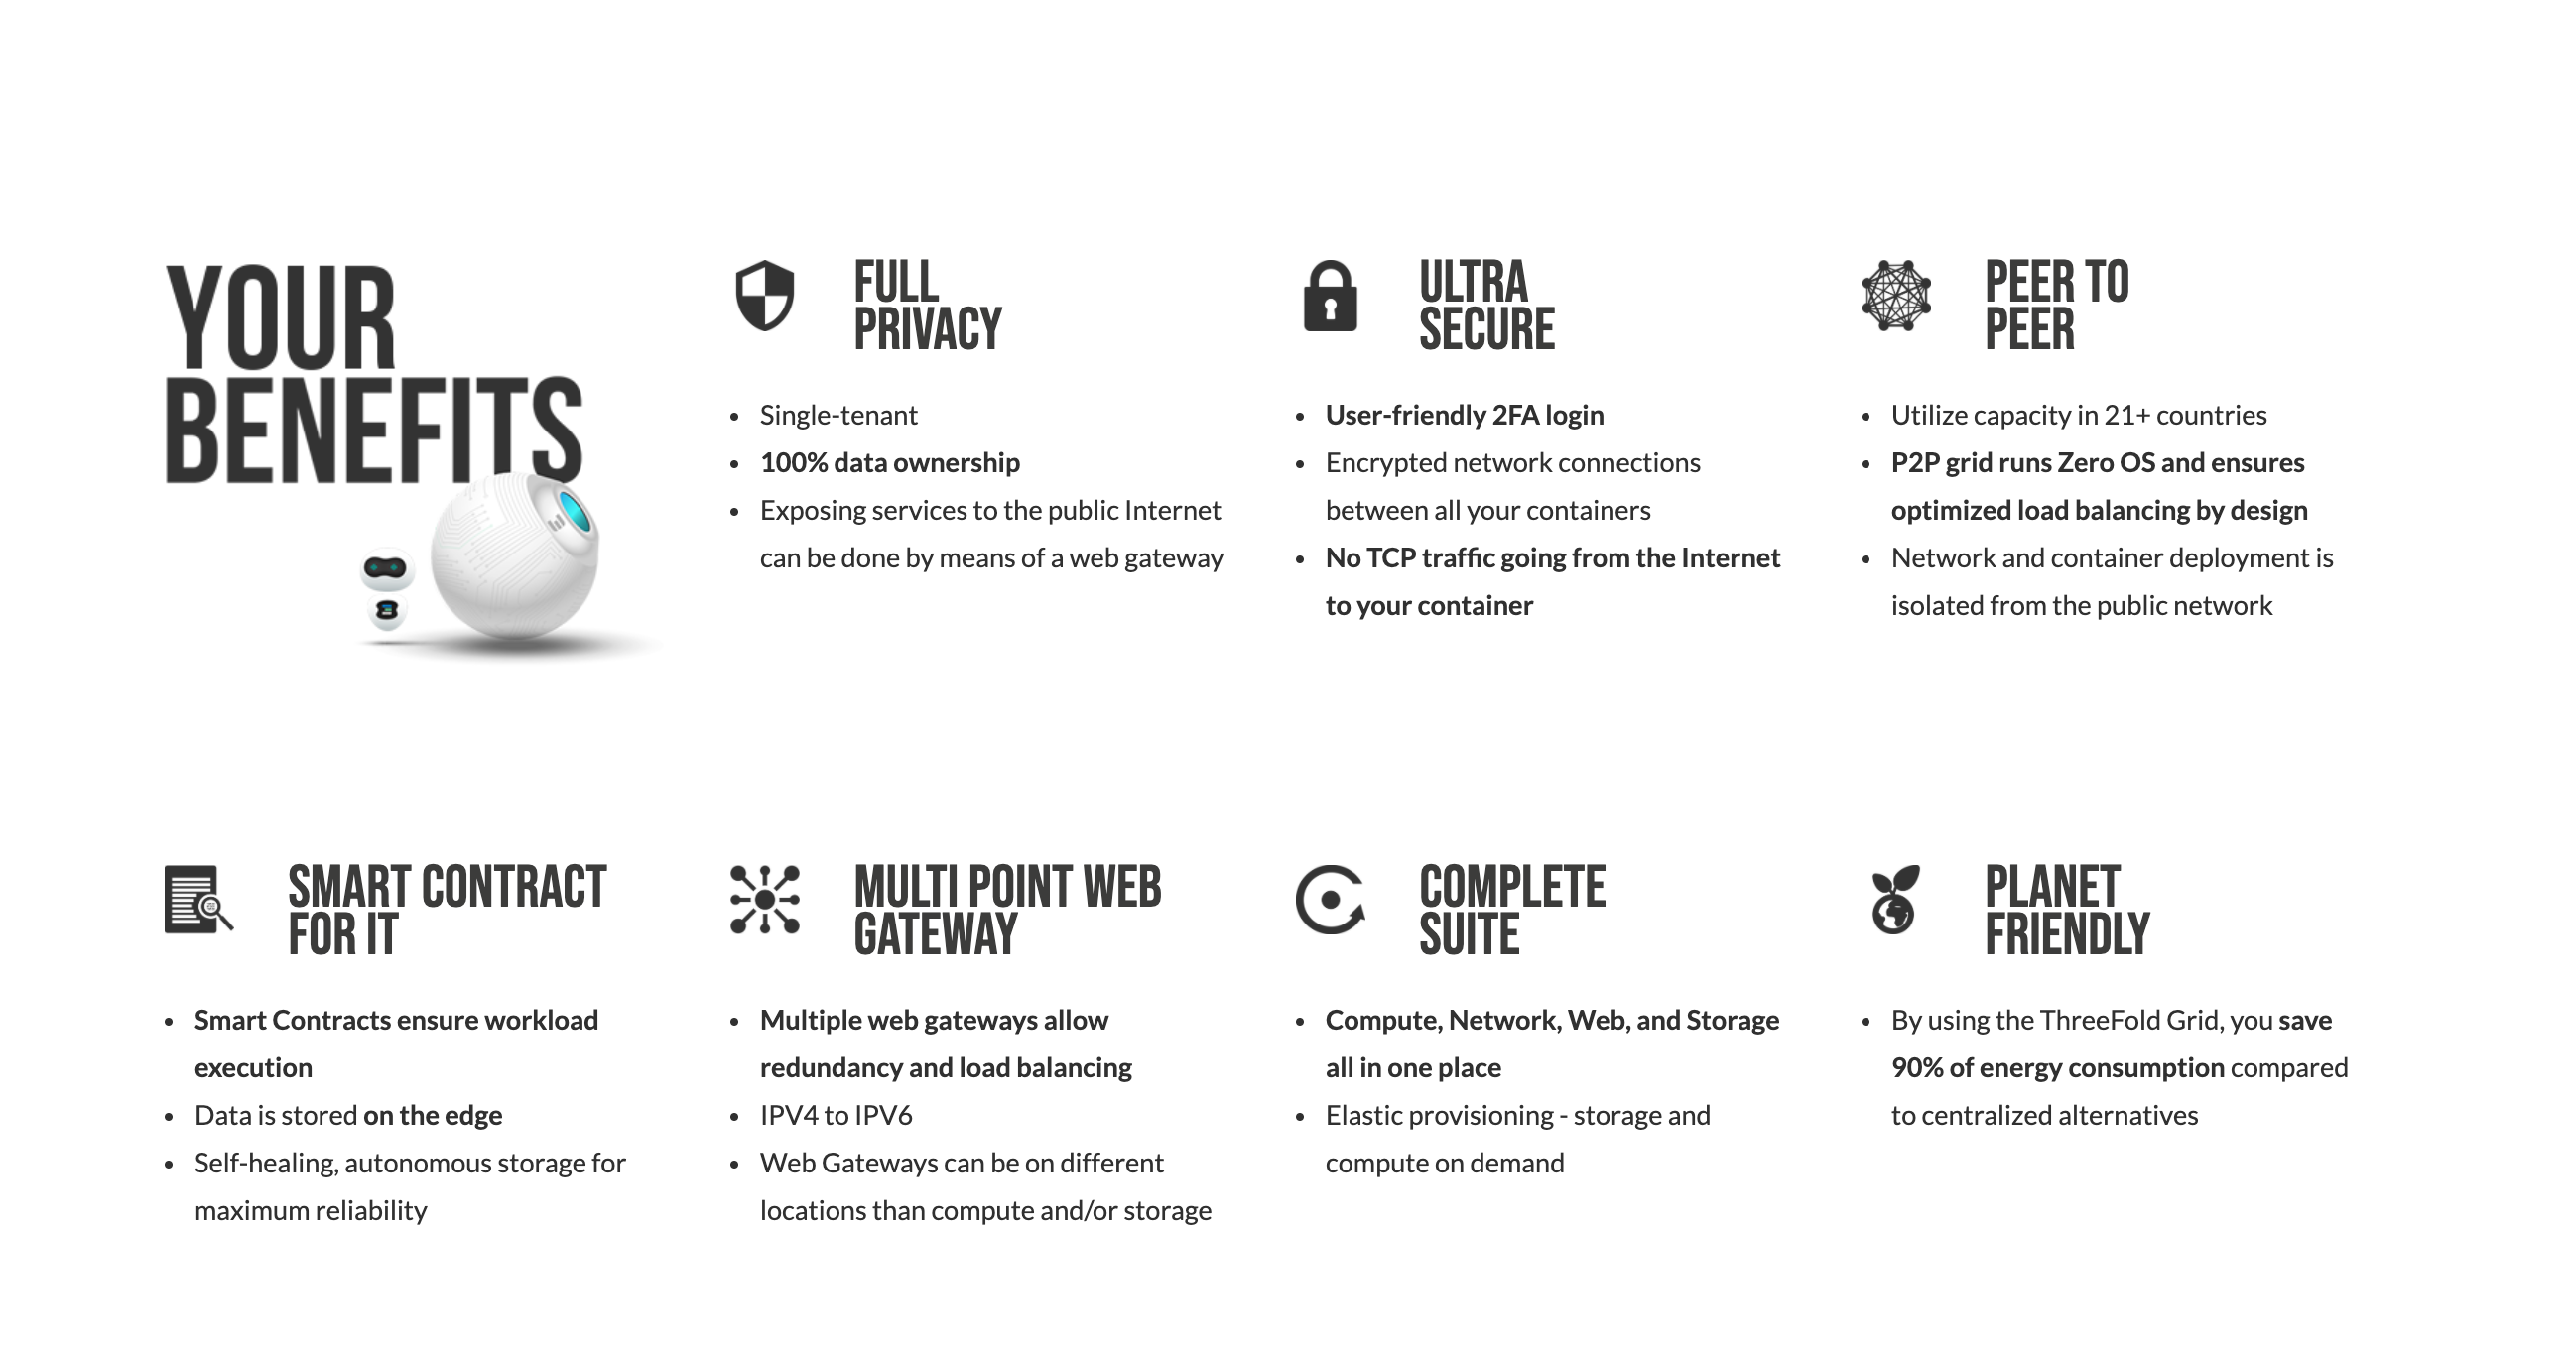 YOUR
BENEFITS
FULL
PRIVACY
• Single-tenant
• 100% data ownership
• Exposing services to the public Internet
can be done by means of a web gateway
ULTRA
SECURE
• User-friendly 2FA login
• Encrypted network connections
between all your containers
• No TCP traffic going from the Internet
to your container
PEER TO
PEER
• Utilize capacity in 21+ countries
• P2P grid runs Zero OS and ensures
optimized load balancing by design
• Network and container deployment is
isolated from the public network
SMART CONTRACT
FOR IT
• Smart Contracts ensure workload
execution
• Data is stored on the edge
• Self-healing, autonomous storage for
maximum reliability
MULTI POINT WEB
GATEWAY
• Multiple web gateways allow
redundancy and load balancing
• IPV4 to IPV6
• Web Gateways can be on different
locations than compute and/or storage
COMPLETE
SUITE
• Compute, Network, Web, and Storage
all in one place
• Elastic provisioning - storage and
compute on demand
PLANET
FRIENDLY
• By using the ThreeFold Grid, you save
90% of energy consumption compared
to centralized alternatives